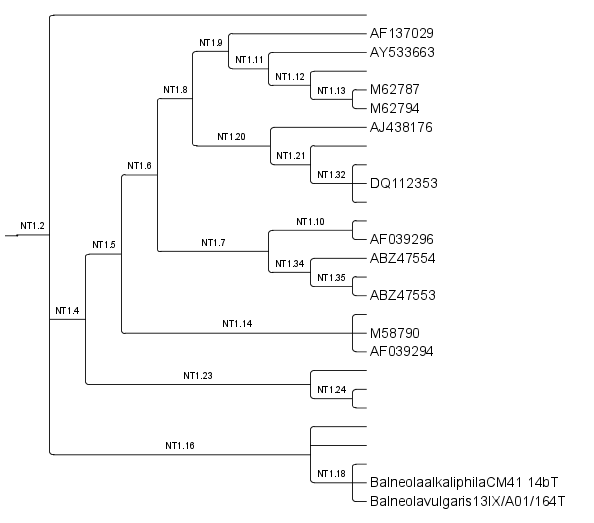 AF137029
NT1.9
AY533663
NT1.11
NT1.12
NT1.8
M62787
NT1.13
M62794
AJ438176
NT1.20
NT1.21
NT1.6
NT1.32
DQ112353
NT1.10
NT1.2
AF039296
NT1.5
NT1.7
ABZ47554
NT1.34
NT1.35
ABZ47553
NT1.4
NT1.14
M58790
AF039294
NT1.23
NT1.24
NT1.16
NT1.18
BalneolaalkaliphilaCM41 14bT
Balneolavulgaris13IX/A01/164T